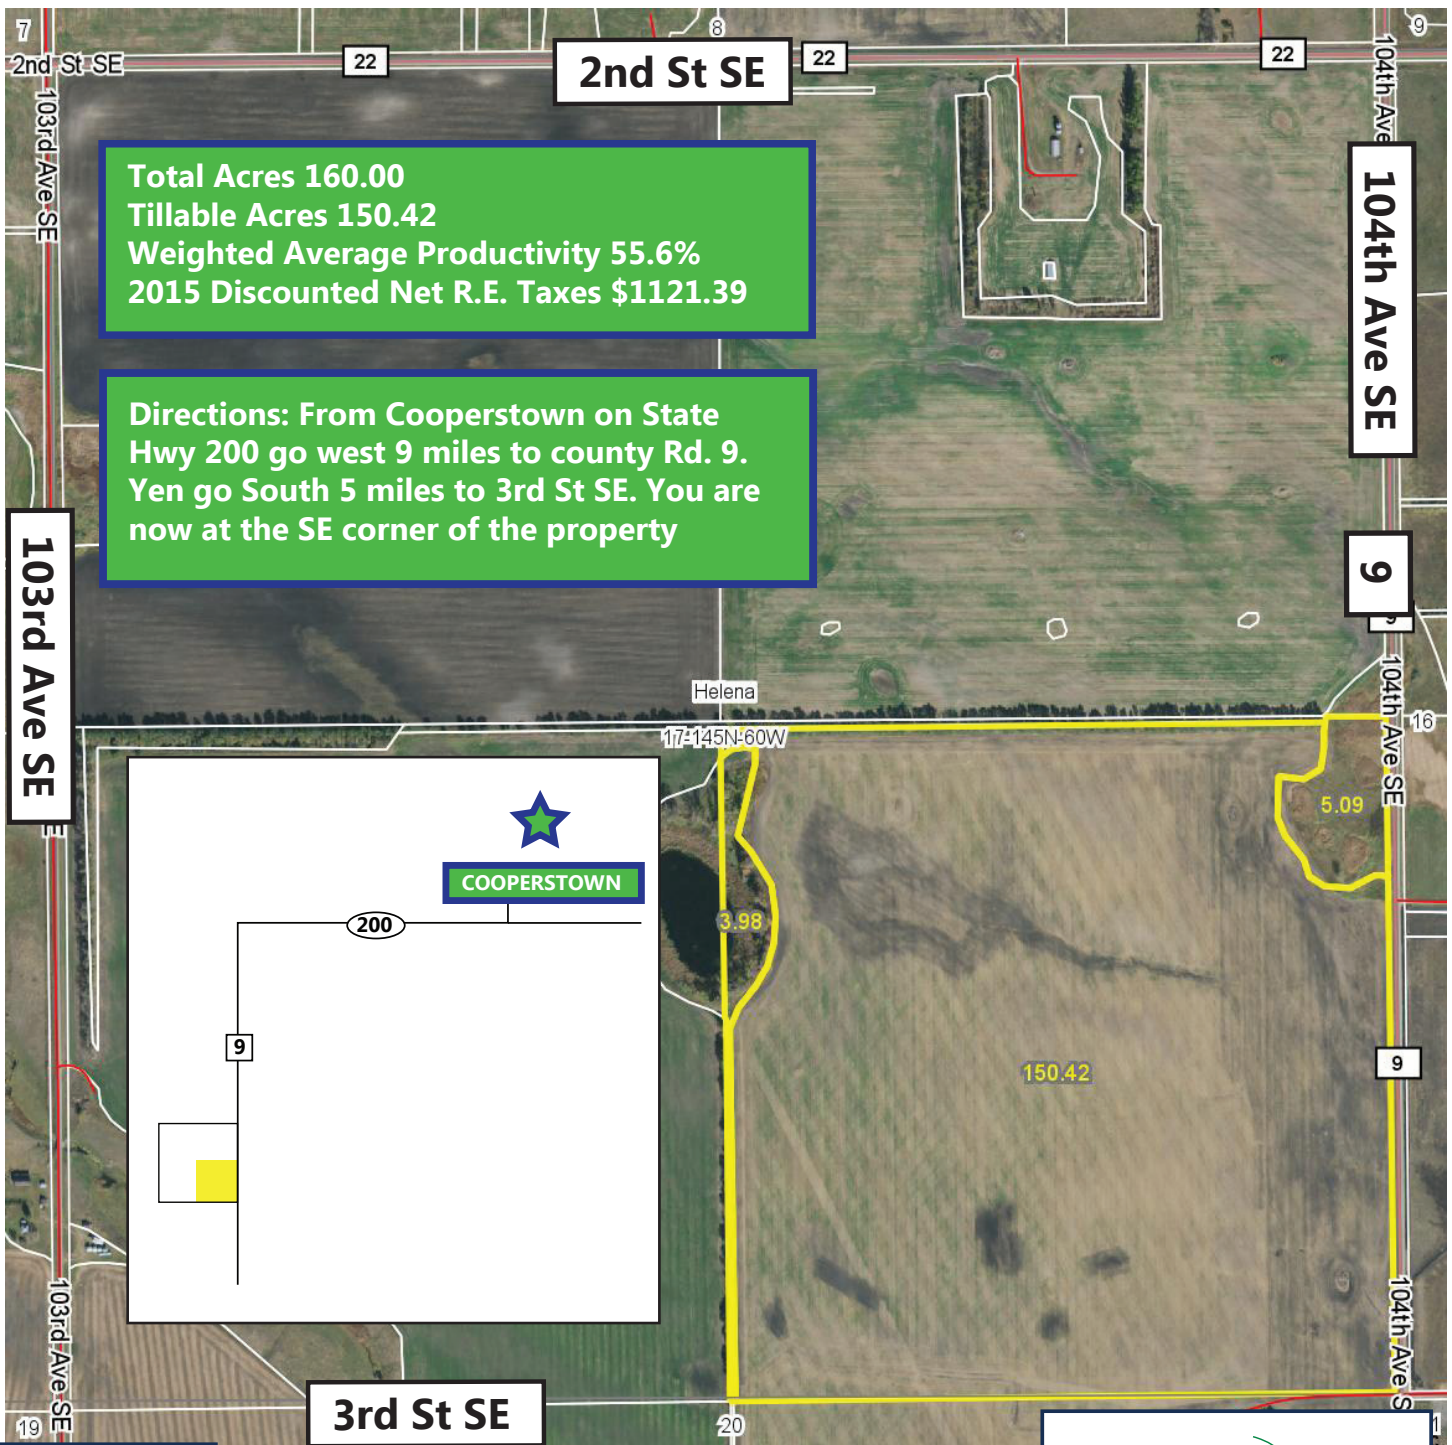 7
8
9
2nd St SE
22
2nd St SE
22
22
103rd Ave SE
104th Ave
Total Acres 160.00
Tillable Acres 150.42
Weighted Average Productivity 55.6%
2015 Discounted Net R.E. Taxes $1121.39
104th Ave SE
Directions: From Cooperstown on State
Hwy 200 go west 9 miles to county Rd. 9.
Yen go South 5 miles to 3rd St SE. You are
now at the SE corner of the property
103rd Ave SE
9
9
Helena
17-145N-60W
104th Ave SE
16
5.09
COOPERSTOWN
200
3.98
9
150.42
9
103rd Ave SE
104th Ave S
3rd St SE
19
20